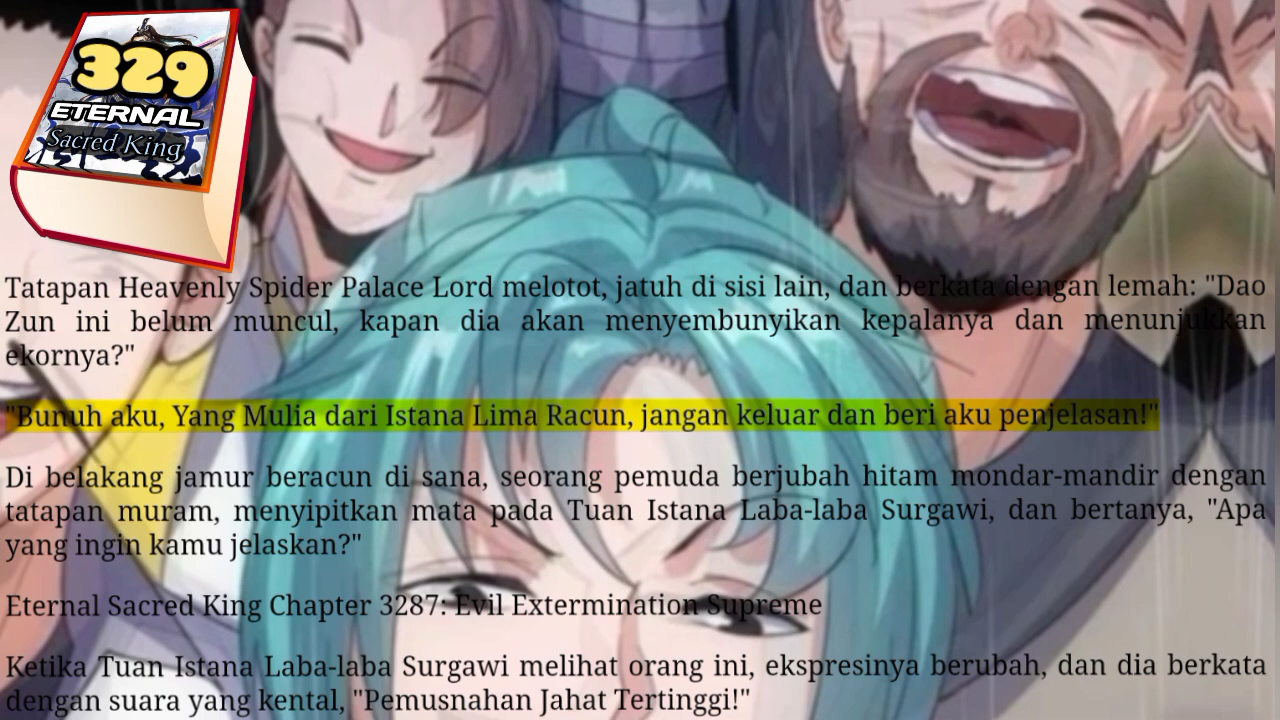 329
ETERNAL
Sacred King
Tatapan Heavenly Spider Palace Lord melotot, jatuh di sisi lain, dan berkata dengan lemah: "Dao
Zun ini belum muncul, kapan dia akan menyembunyikan kepalanya dan menunjukkan
ekornya?"
"Bunuh aku, Yang Mulia dari Istana Lima Racun, jangan keluar dan beri aku penjelasan!"
Di belakang jamur beracun di sana, seorang pemuda berjubah hitam mondar-mandir dengan
tatapan muram, menyipitkan mata pada Tuan Istana Laba-laba Surgawi, dan bertanya, "Apa
yang ingin kamu jelaskan?"
Eternal Sacred King Chapter 3287: Evil Extermination Supreme
Ketika Tuan Istana Laba-laba Surgawi melihat orang ini, ekspresinya berubah, dan dia berkata
dengan suara yang kental, "Pemusnahan Jahat Tertinggi!"